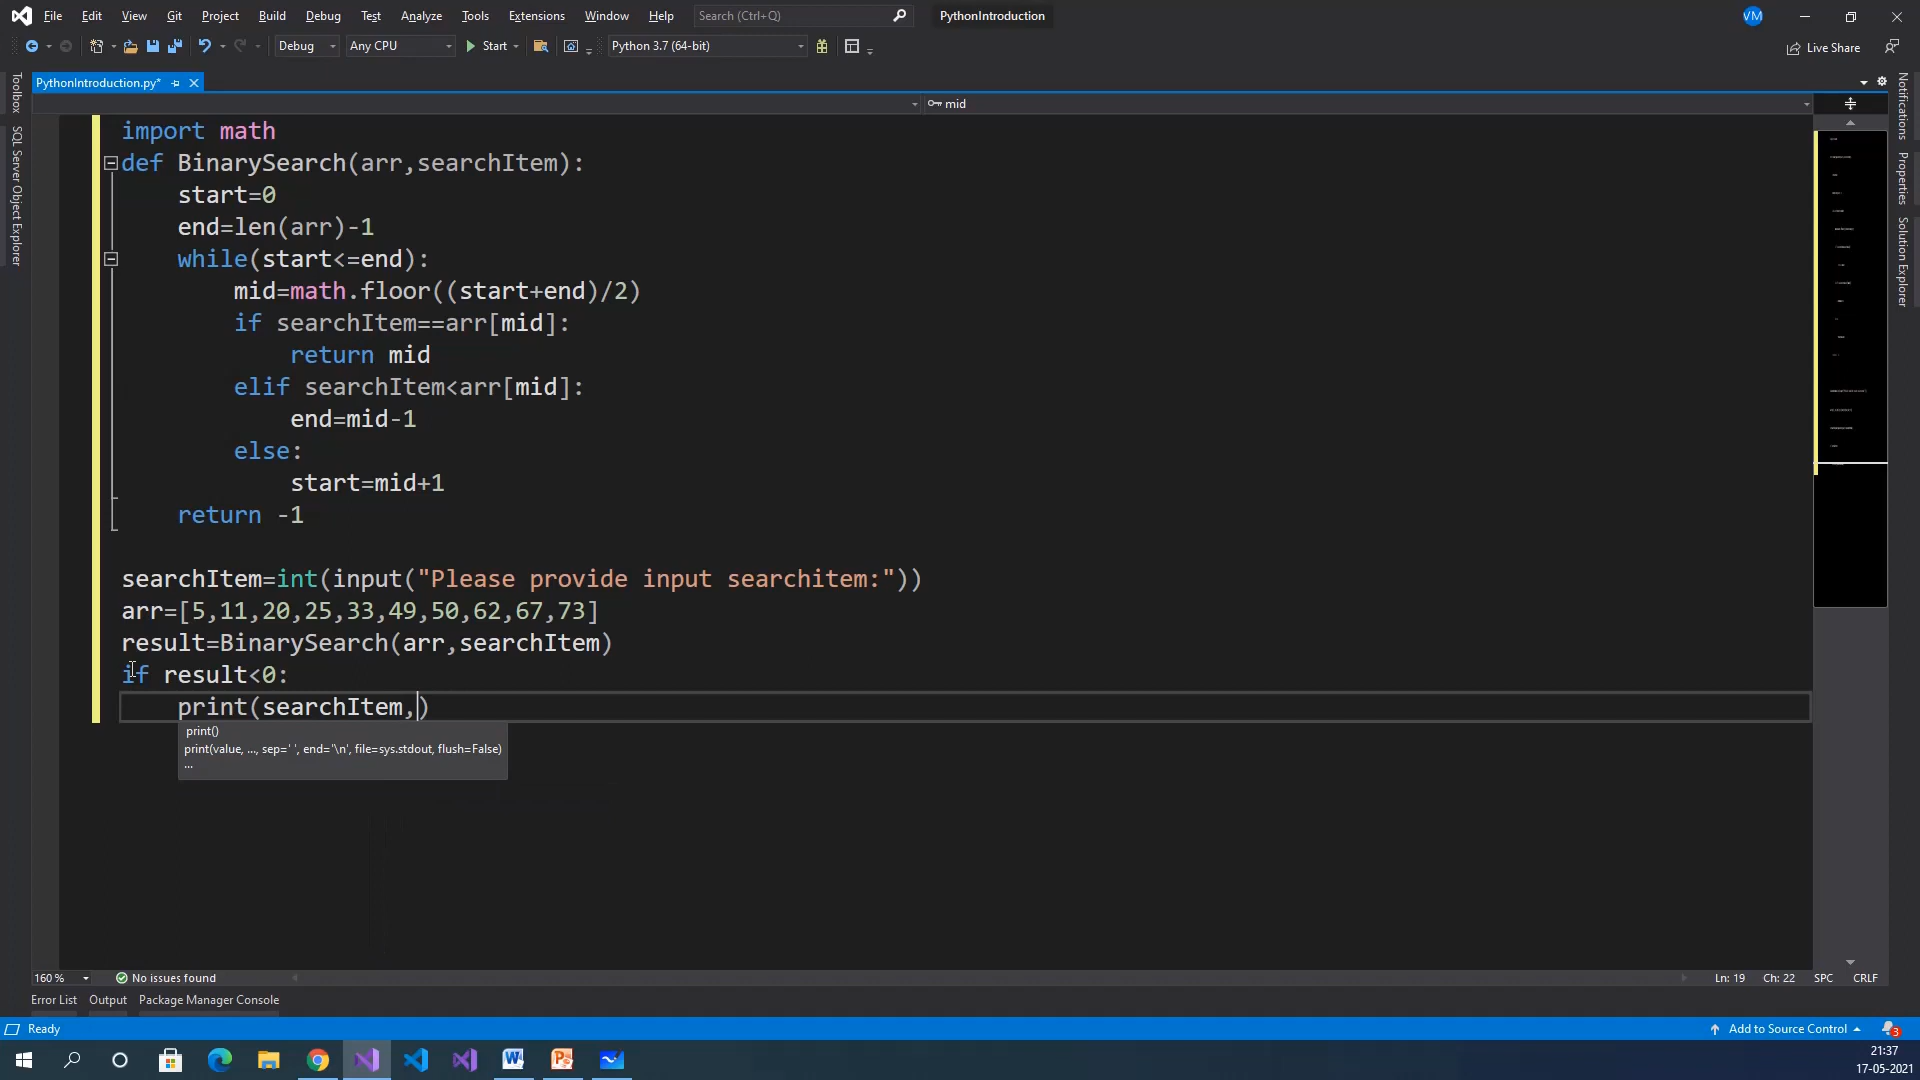 File Edit View Git Project Build Debug Test Analyze Tools Extensions Window Help Search (Ctrl+Q) PythonIntroduction VM
Debug Any CPU Start Python 3.7 (64-bit) Live Share
PythonIntroduction.py*
mid
Toolbox
SQL Server Object Explorer
import math
def BinarySearch(arr,searchItem):
start=0
end=len(arr)-1
while(start<=end):
mid=math.floor((start+end)/2)
if searchItem==arr[mid]:
return mid
elif searchItem<arr[mid]:
end=mid-1
else:
start=mid+1
return -1
searchItem=int(input("Please provide input searchitem:"))
arr=[5,11,20,25,33,49,50,62,67,73]
result=BinarySearch(arr,searchItem)
if result<0:
print(searchItem,)
print()
print(value, ..., sep=' ', end='\n', file=sys.stdout, flush=False)
...
Notifications
Properties
Solution Explorer
160 % No issues found Ln: 19 Ch: 22 SPC CRLF
Error List Output Package Manager Console
Ready Add to Source Control 3
21:37
17-05-2021